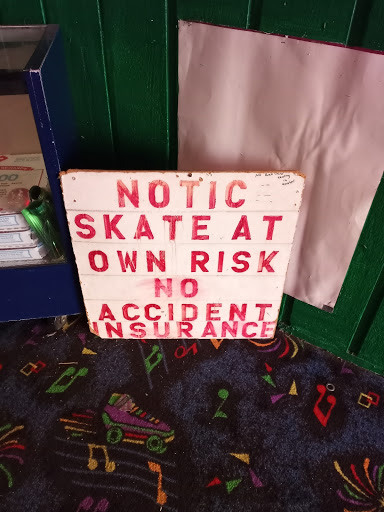 NOTIC
SKATE AT
OWN RISK
NO
ACCIDENT
INSURANCE